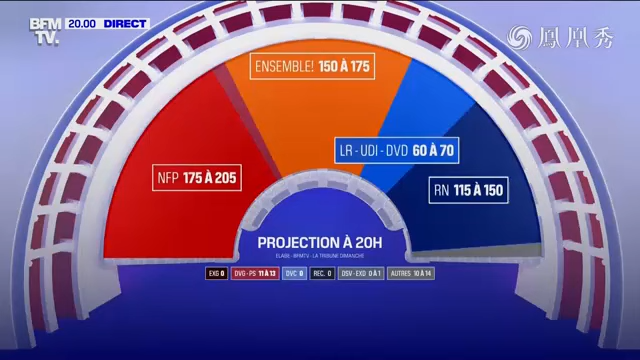 BFM
TV.
20.00 DIRECT
鳳凰秀
ENSEMBLE! 150 À 175
LR - UDI - DVD 60 À 70
NFP 175 À 205
RN 115 À 150
PROJECTION À 20H
ELABE - BFMTV - LA TRIBUNE DIMANCHE
EXG 0
DVG - PS 11 À 13
DVC 6
REC. 0
DSV - EXD 0 À 1
AUTRES 10 À 14